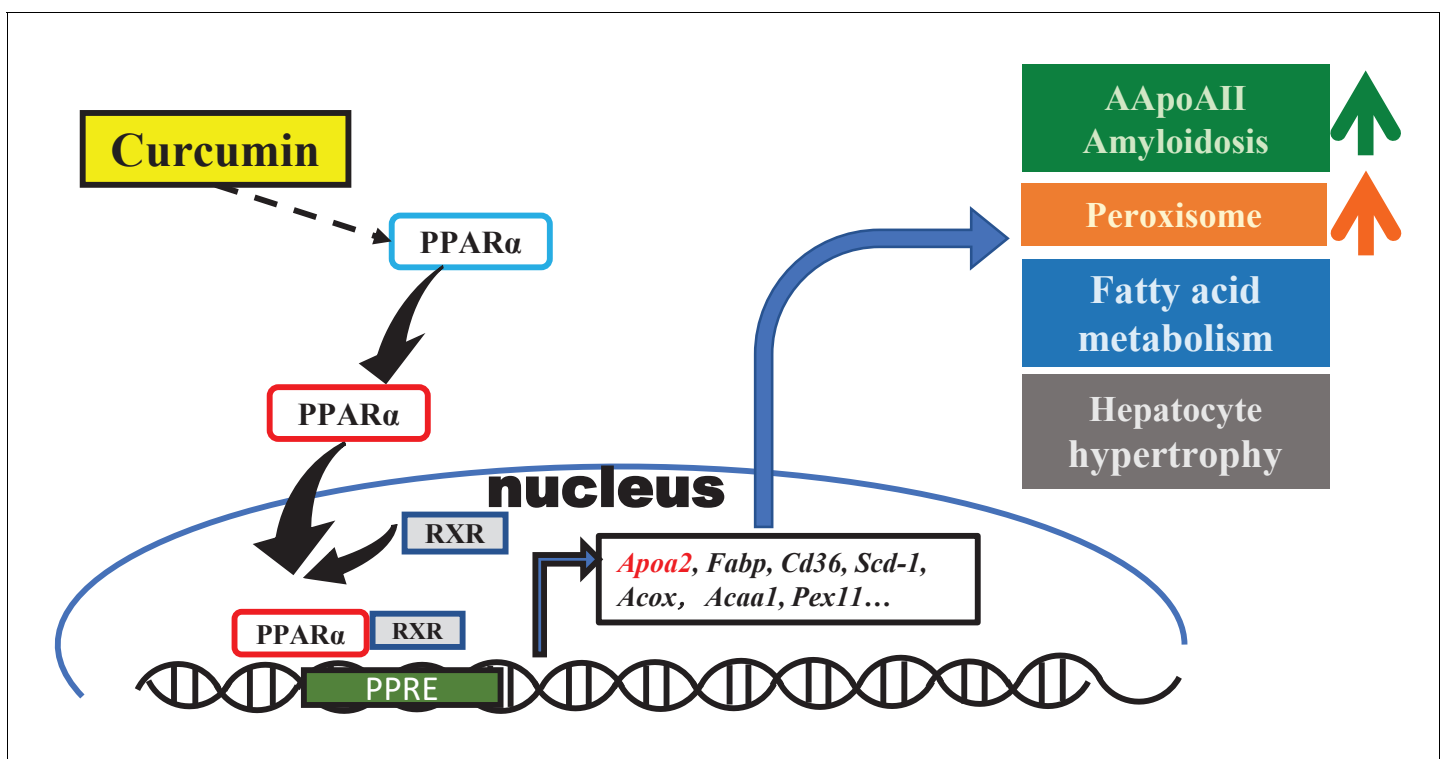 Curcumin
PPARα
PPARα
nucleus
RXR
Apoa2, Fabp, Cd36, Scd-1,
Acox, Acaa1, Pex11…
PPARα
RXR
PPRE
AApoAII
Amyloidosis
Peroxisome
Fatty acid
metabolism
Hepatocyte
hypertrophy